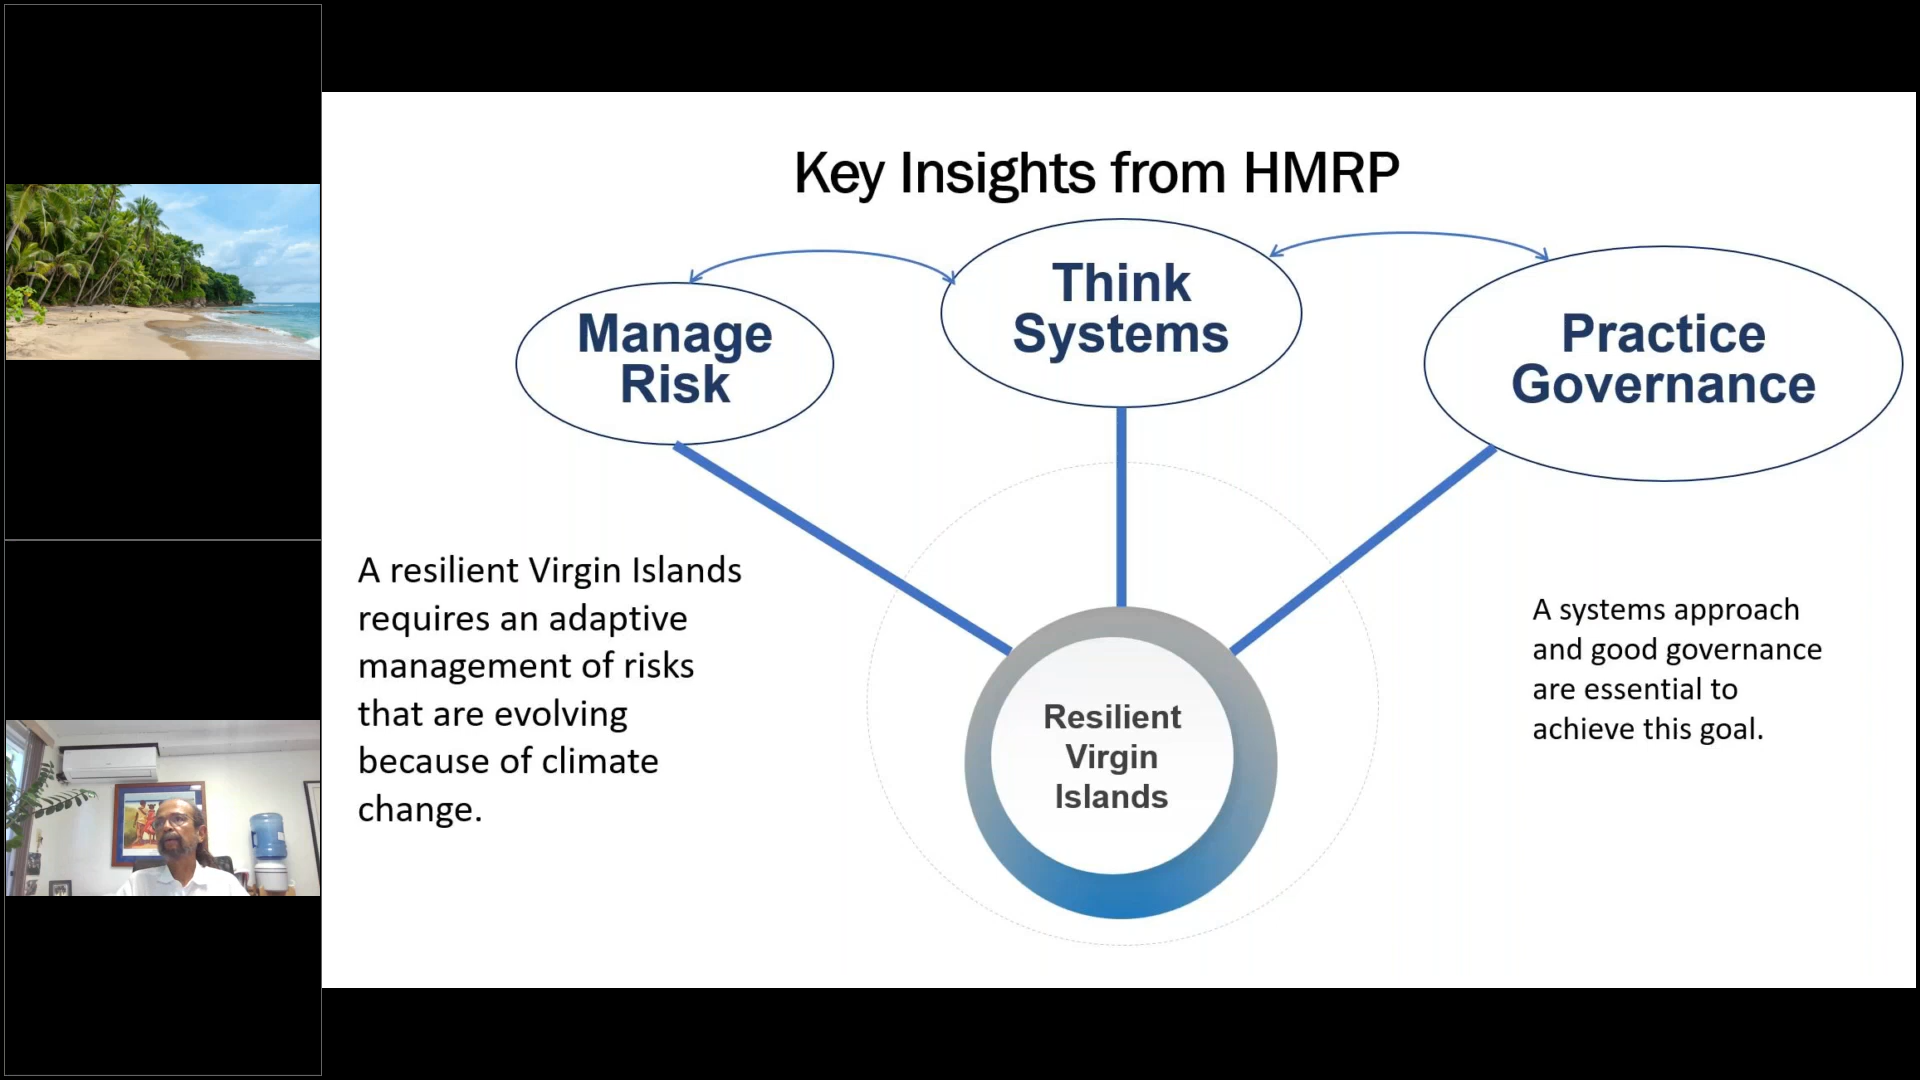 Key Insights from HMRP
Manage
Risk
Think
Systems
Practice
Governance
A resilient Virgin Islands
requires an adaptive
management of risks
that are evolving
because of climate
change.
Resilient
Virgin
Islands
A systems approach
and good governance
are essential to
achieve this goal.